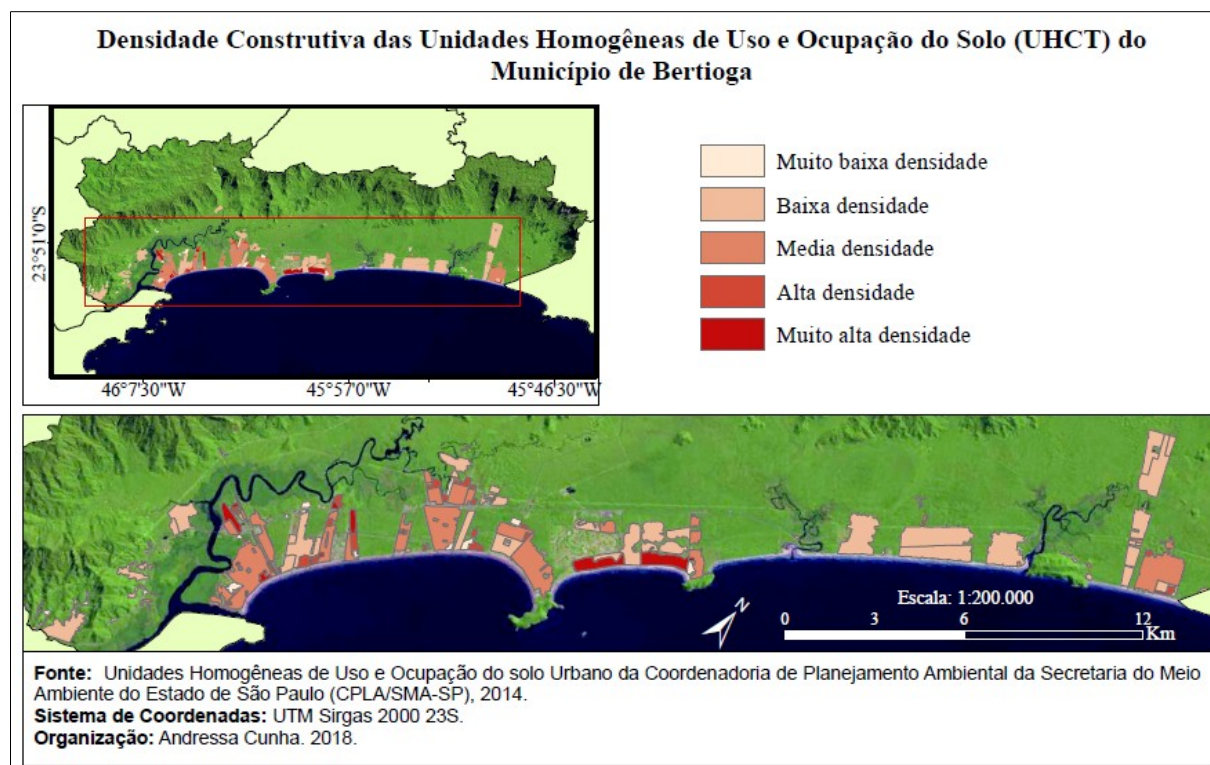 Densidade Construtiva das Unidades Homogêneas de Uso e Ocupação do Solo (UHCT) do
Município de Bertioga
23°51'0"S
46°7'30"W
45°57'0"W
45°46'30"W
Muito baixa densidade
Baixa densidade
Media densidade
Alta densidade
Muito alta densidade
N
Escala: 1:200.000
0 3 6 12
Km
Fonte: Unidades Homogêneas de Uso e Ocupação do solo Urbano da Coordenadoria de Planejamento Ambiental da Secretaria do Meio
Ambiente do Estado de São Paulo (CPLA/SMA-SP), 2014.
Sistema de Coordenadas: UTM Sirgas 2000 23S.
Organização: Andressa Cunha. 2018.